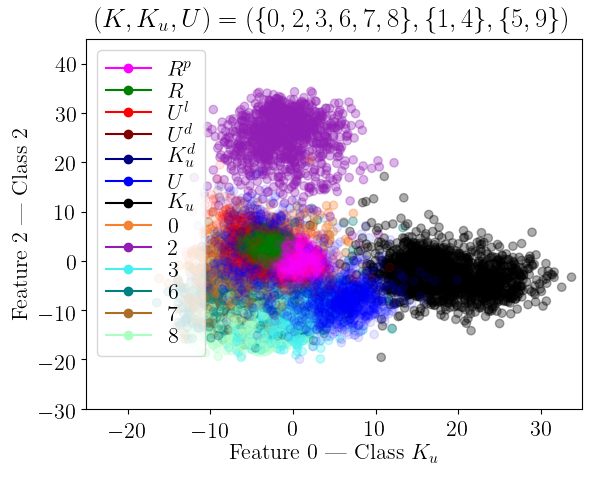 (K, K_u, U) = ({0, 2, 3, 6, 7, 8}, {1, 4}, {5, 9})
40
30
20
10
0
−10
−20
−30
Feature 2 — Class 2
R^p
R
U^l
U^d
K_u^d
U
K_u
0
2
3
6
7
8
−20 −10 0 10 20 30
Feature 0 — Class K_u